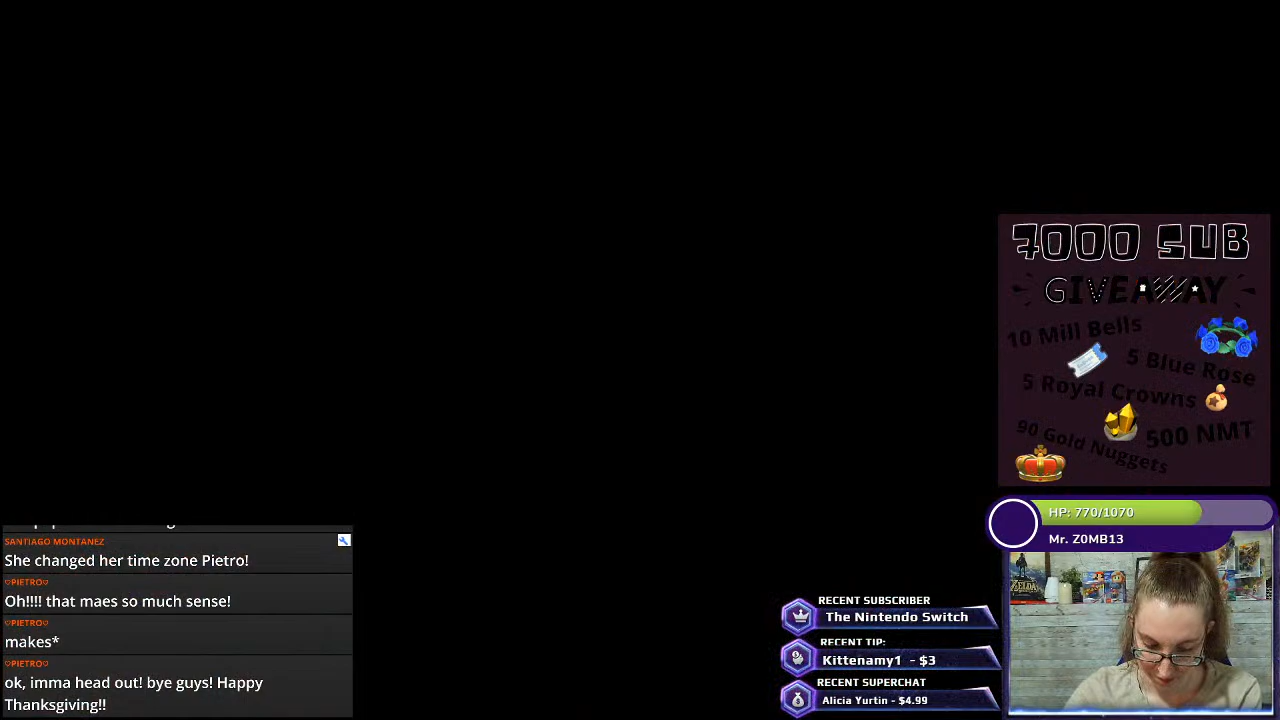 7000 SUB
GIVEAWAY
10 Mill Bells
5 Blue Rose
5 Royal Crowns
90 Gold Nuggets
500 NMT
SANTIAGO MONTANEZ
She changed her time zone Pietro!
♡PIETRO♡
Oh!!!! that maes so much sense!
♡PIETRO♡
makes*
♡PIETRO♡
ok, imma head out! bye guys! Happy
Thanksgiving!!
HP: 770/1070
Mr. Z0MB13
RECENT SUBSCRIBER
The Nintendo Switch
RECENT TIP:
Kittenamy1 - $3
RECENT SUPERCHAT
Alicia Yurtin - $4.99
ZELDA